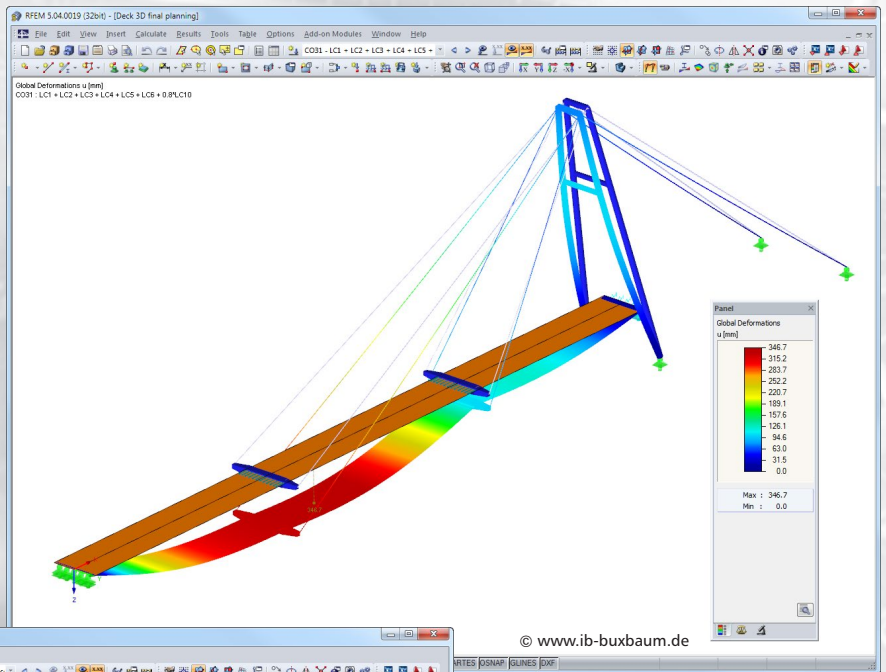 RFEM 5.04.0019 (32bit) - [Deck 3D final planning]
File Edit View Insert Calculate Results Tools Table Options Add-on Modules Window Help
CO31 - LC1 + LC2 + LC3 + LC4 + LC5 +
Global Deformations u [mm]
CO31 : LC1 + LC2 + LC3 + LC4 + LC5 + LC6 + 0.8*LC10
Panel
Global Deformations
u [mm]
346.7
315.2
283.7
252.2
220.7
189.1
157.6
126.1
94.6
63.0
31.5
0.0
Max : 346.7
Min : 0.0
346.7
Y
Z
© www.ib-buxbaum.de
OSNAP GLINES DXF